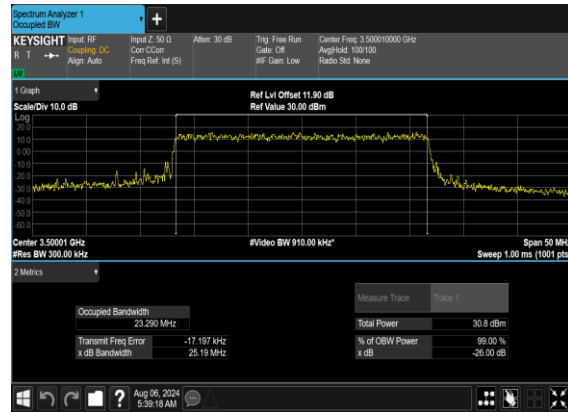 Spectrum Analyzer 1
Occupied BW
+
KEYSIGHT
R T
LXI
Input: RF
Coupling: DC
Align: Auto
Input Z: 50 Ω
Corr CCorr
Freq Ref: Int (S)
Atten: 30 dB
Trig: Free Run
Gate: Off
#IF Gain: Low
Center Freq: 3.500010000 GHz
Avg|Hold: 100/100
Radio Std: None
1 Graph
Scale/Div 10.0 dB
Ref Lvl Offset 11.90 dB
Ref Value 30.00 dBm
Log
20.0
10.0
0.00
-10.0
-20.0
-30.0
-40.0
-50.0
-60.0
Center 3.50001 GHz
#Res BW 300.00 kHz
#Video BW 910.00 kHz*
Span 50 MHz
Sweep 1.00 ms (1001 pts)
2 Metrics
Occupied Bandwidth
23.290 MHz
Transmit Freq Error -17.197 kHz
x dB Bandwidth 25.19 MHz
Measure Trace Trace 1
Total Power 30.8 dBm
% of OBW Power 99.00 %
x dB -26.00 dB
?
Aug 06, 2024
5:39:18 AM